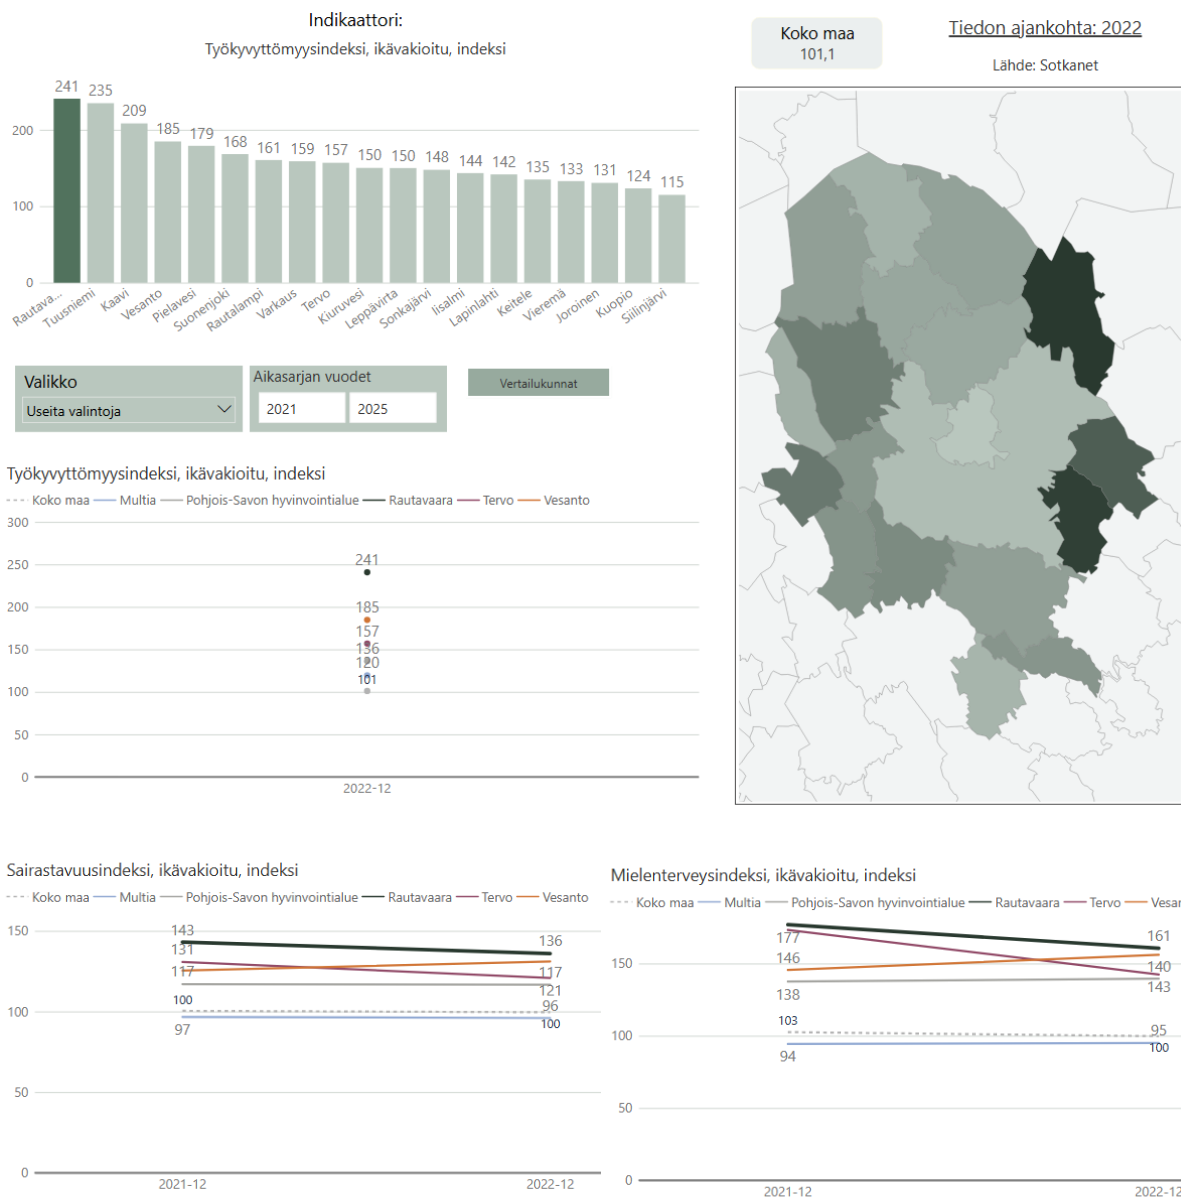 Indikaattori:
Työkyvyttömyysindeksi, ikävakioitu, indeksi
Koko maa
101,1
Tiedon ajankohta: 2022
Lähde: Sotkanet
241 235 209 185 179 168 161 159 157 150 150 148 144 142 135 133 131 124 115
200
100
0
Rautava... Tuusniemi Kaavi Vesanto Pielavesi Suonenjoki Rautalampi Varkaus Tervo Kiuruvesi Leppävirta Sonkajärvi Iisalmi Lapinlahti Keitele Vieremä Joroinen Kuopio Siilinjärvi
Valikko
Useita valintoja
Aikasarjan vuodet
2021 2025
Vertailukunnat
Työkyvyttömyysindeksi, ikävakioitu, indeksi
Koko maa Multia Pohjois-Savon hyvinvointialue Rautavaara Tervo Vesanto
300
250
200
150
100
50
0
241
185
157
136
120
101
2022-12
Sairastavuusindeksi, ikävakioitu, indeksi
Koko maa Multia Pohjois-Savon hyvinvointialue Rautavaara Tervo Vesanto
150
100
50
0
143
131
117
100
97
136
117
121
96
100
2021-12 2022-12
Mielenterveysindeksi, ikävakioitu, indeksi
Koko maa Multia Pohjois-Savon hyvinvointialue Rautavaara Tervo Vesan
150
100
50
0
177
146
138
103
94
161
140
143
95
100
2021-12 2022-12